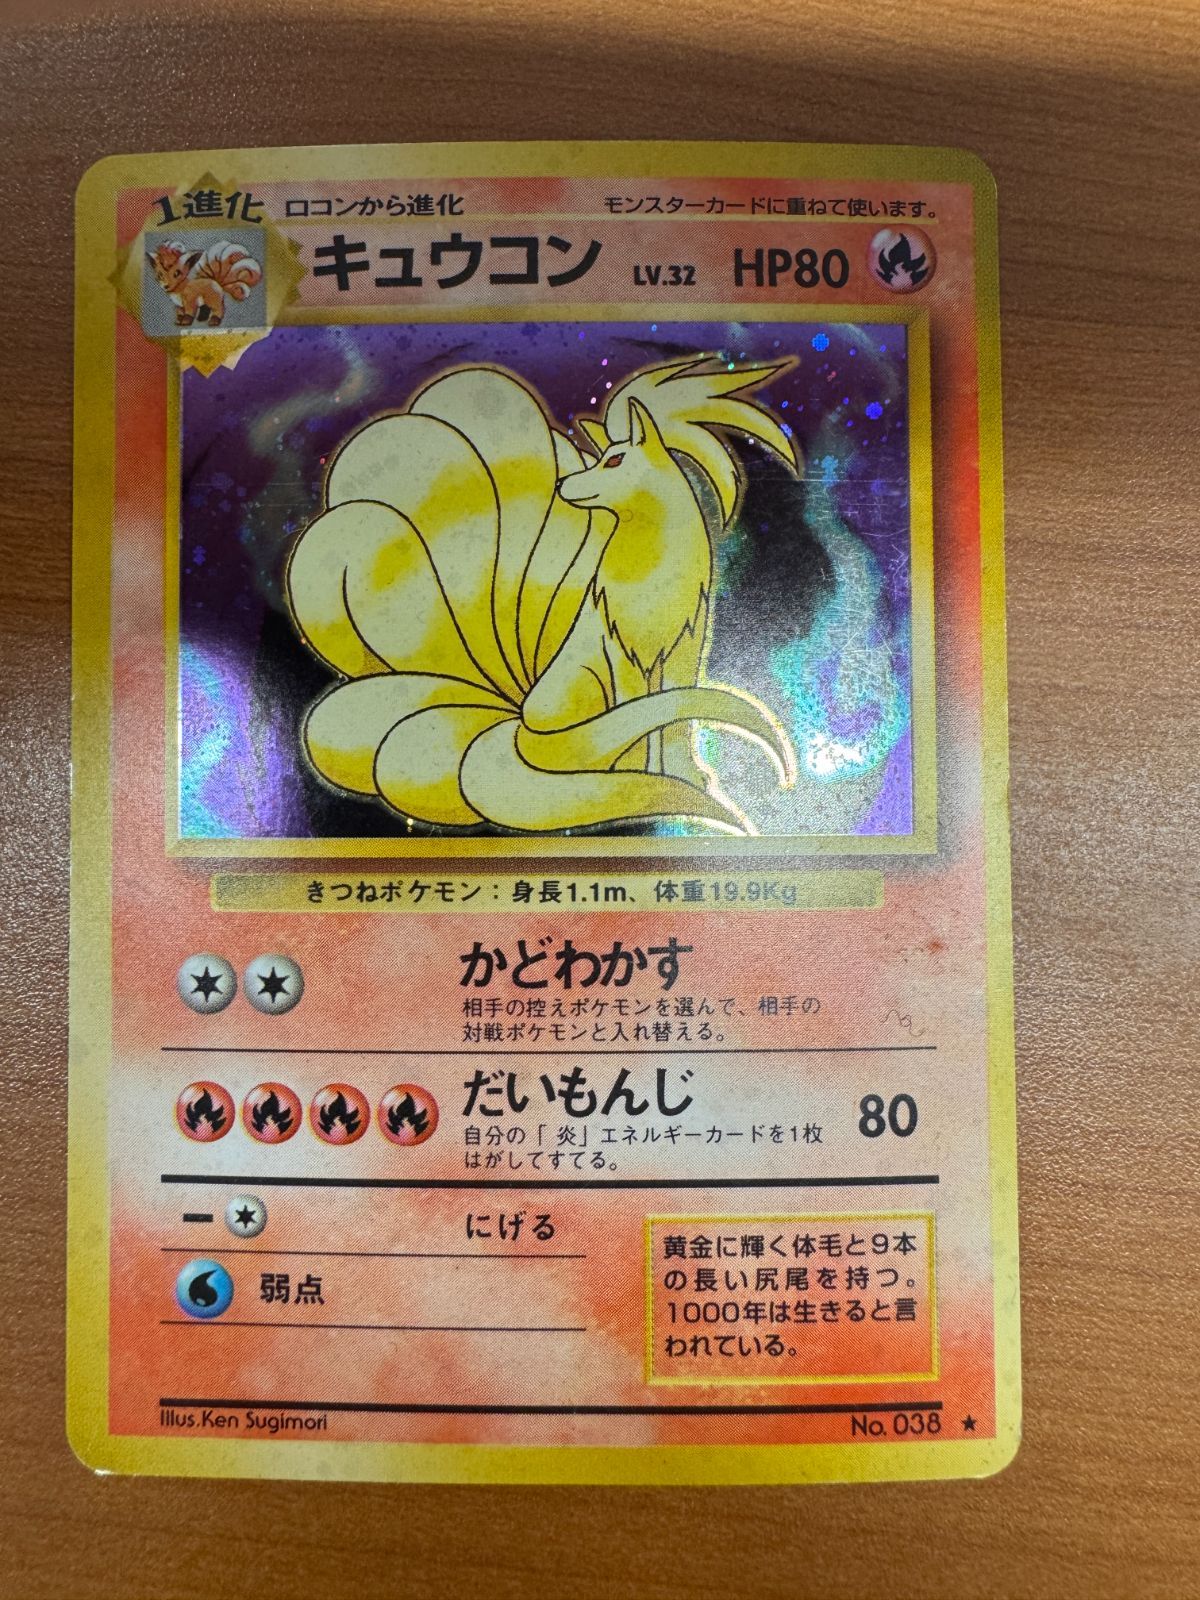 1進化 ロコンから進化 モンスターカードに重ねて使います。
キュウコン LV.32 HP80
きつねポケモン：身長1.1m、体重19.9Kg
かどわかす
相手の控えポケモンを選んで、相手の
対戦ポケモンと入れ替える。
だいもんじ 80
自分の「炎」エネルギーカードを1枚
はがしてすてる。
ー にげる
弱点
黄金に輝く体毛と9本
の長い尻尾を持つ。
1000年は生きると言
われている。
Illus.Ken Sugimori No. 038 ★